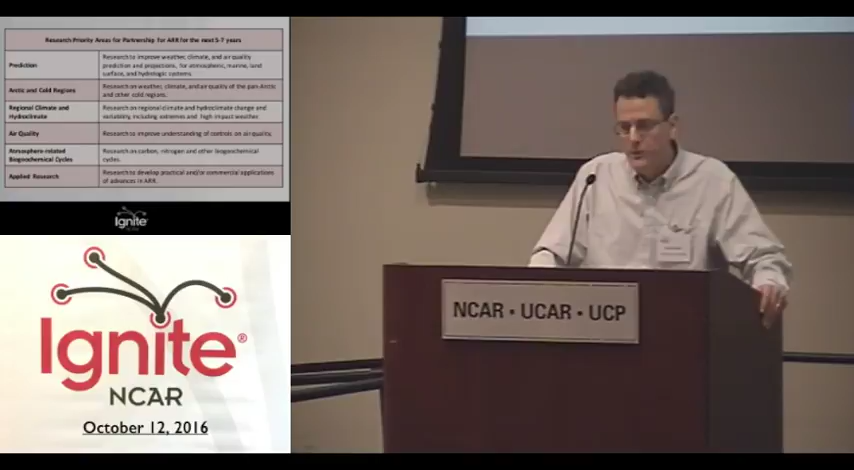 Research Priority Areas for Partnership for ARR for the next 5-7 years
Prediction
Research to improve weather, climate, and air quality
prediction and projections, for atmospheric, marine, land
surface, and hydrologic systems.
Arctic and Cold Regions
Research on weather, climate, and air quality of the pan-Arctic
and other cold regions.
Regional Climate and
Hydroclimate
Research on regional climate and hydroclimate change and
variability, including extremes and high impact weather.
Air Quality
Research to improve understanding of controls on air quality.
Atmosphere-related
Biogeochemical Cycles
Research on carbon, nitrogen and other biogeochemical
cycles.
Applied Research
Research to develop practical and/or commercial applications
of advances in ARR.
Ignite
Ignite®
NCAR
October 12, 2016
NCAR • UCAR • UCP